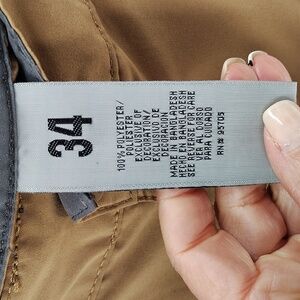 34
100% POLYESTER/
POLIESTER
EXCLUSIVE OF
DECORATION/
EXCLUSIVO DE
DECORACION
MADE IN BANGLADESH
HECHO EN BANGLADESH
SEE REVERSE FOR CARE
VER AL DORSO
PARA CUIDADO
RN# 95703